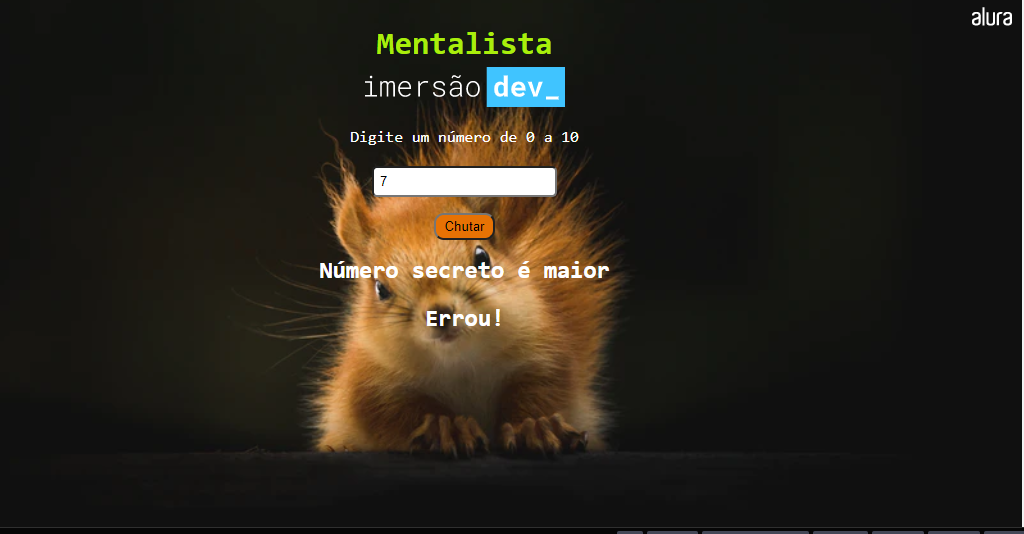 alura
Mentalista
imersão dev_
Digite um número de 0 a 10
7
Chutar
Número secreto é maior
Errou!